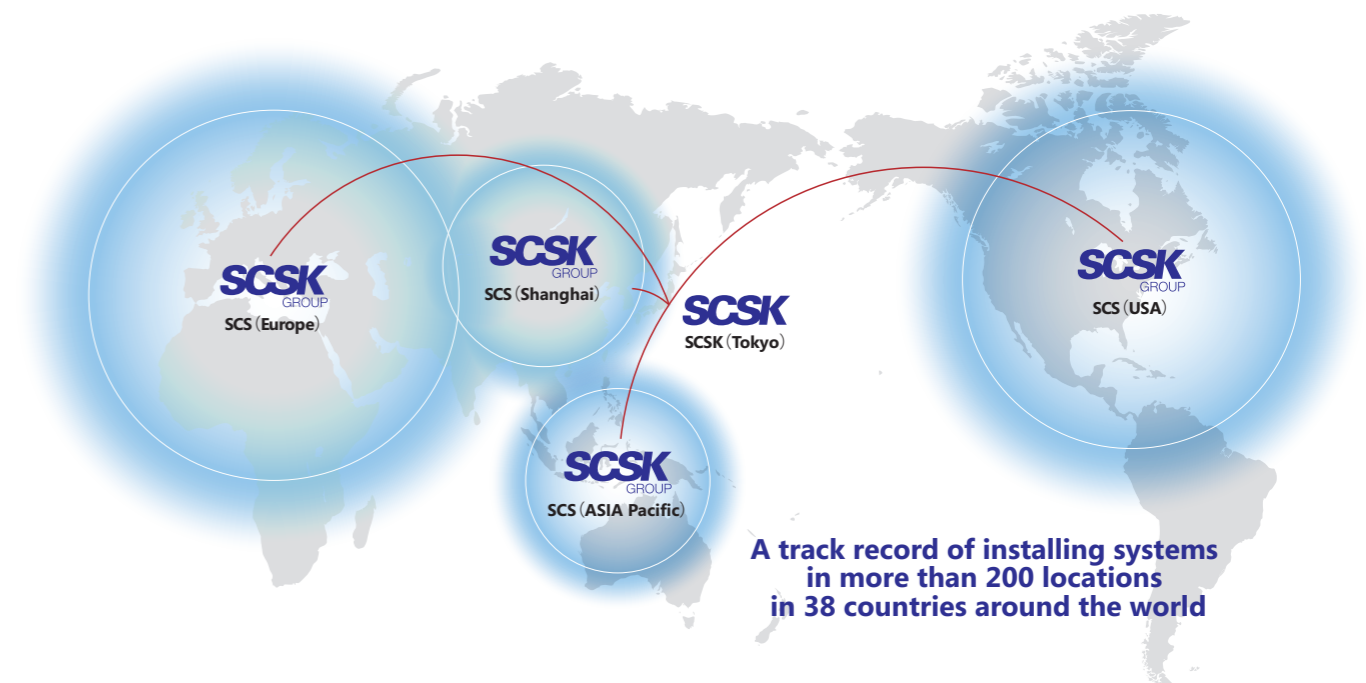 SCSK
GROUP
SCS（Europe）
SCSK
GROUP
SCS（Shanghai）
SCSK
SCSK（Tokyo）
SCSK
GROUP
SCS（USA）
SCSK
GROUP
SCS（ASIA Pacific）
A track record of installing systems
in more than 200 locations
in 38 countries around the world